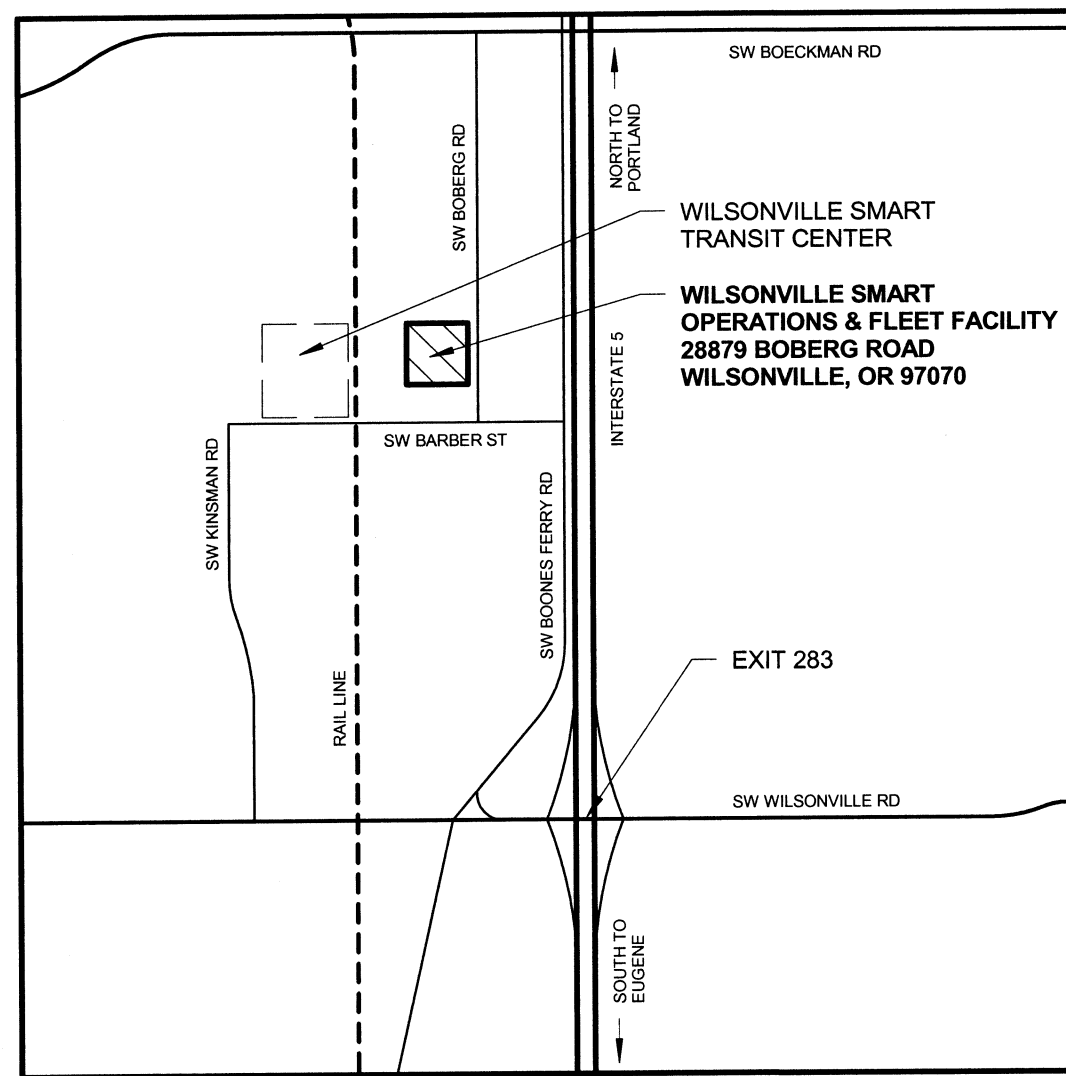 SW BOECKMAN RD
NORTH TO
PORTLAND
SW BOBERG RD
WILSONVILLE SMART
TRANSIT CENTER
WILSONVILLE SMART
OPERATIONS & FLEET FACILITY
28879 BOBERG ROAD
WILSONVILLE, OR 97070
INTERSTATE 5
SW BARBER ST
SW KINSMAN RD
SW BOONES FERRY RD
RAIL LINE
EXIT 283
SW WILSONVILLE RD
SOUTH TO
EUGENE